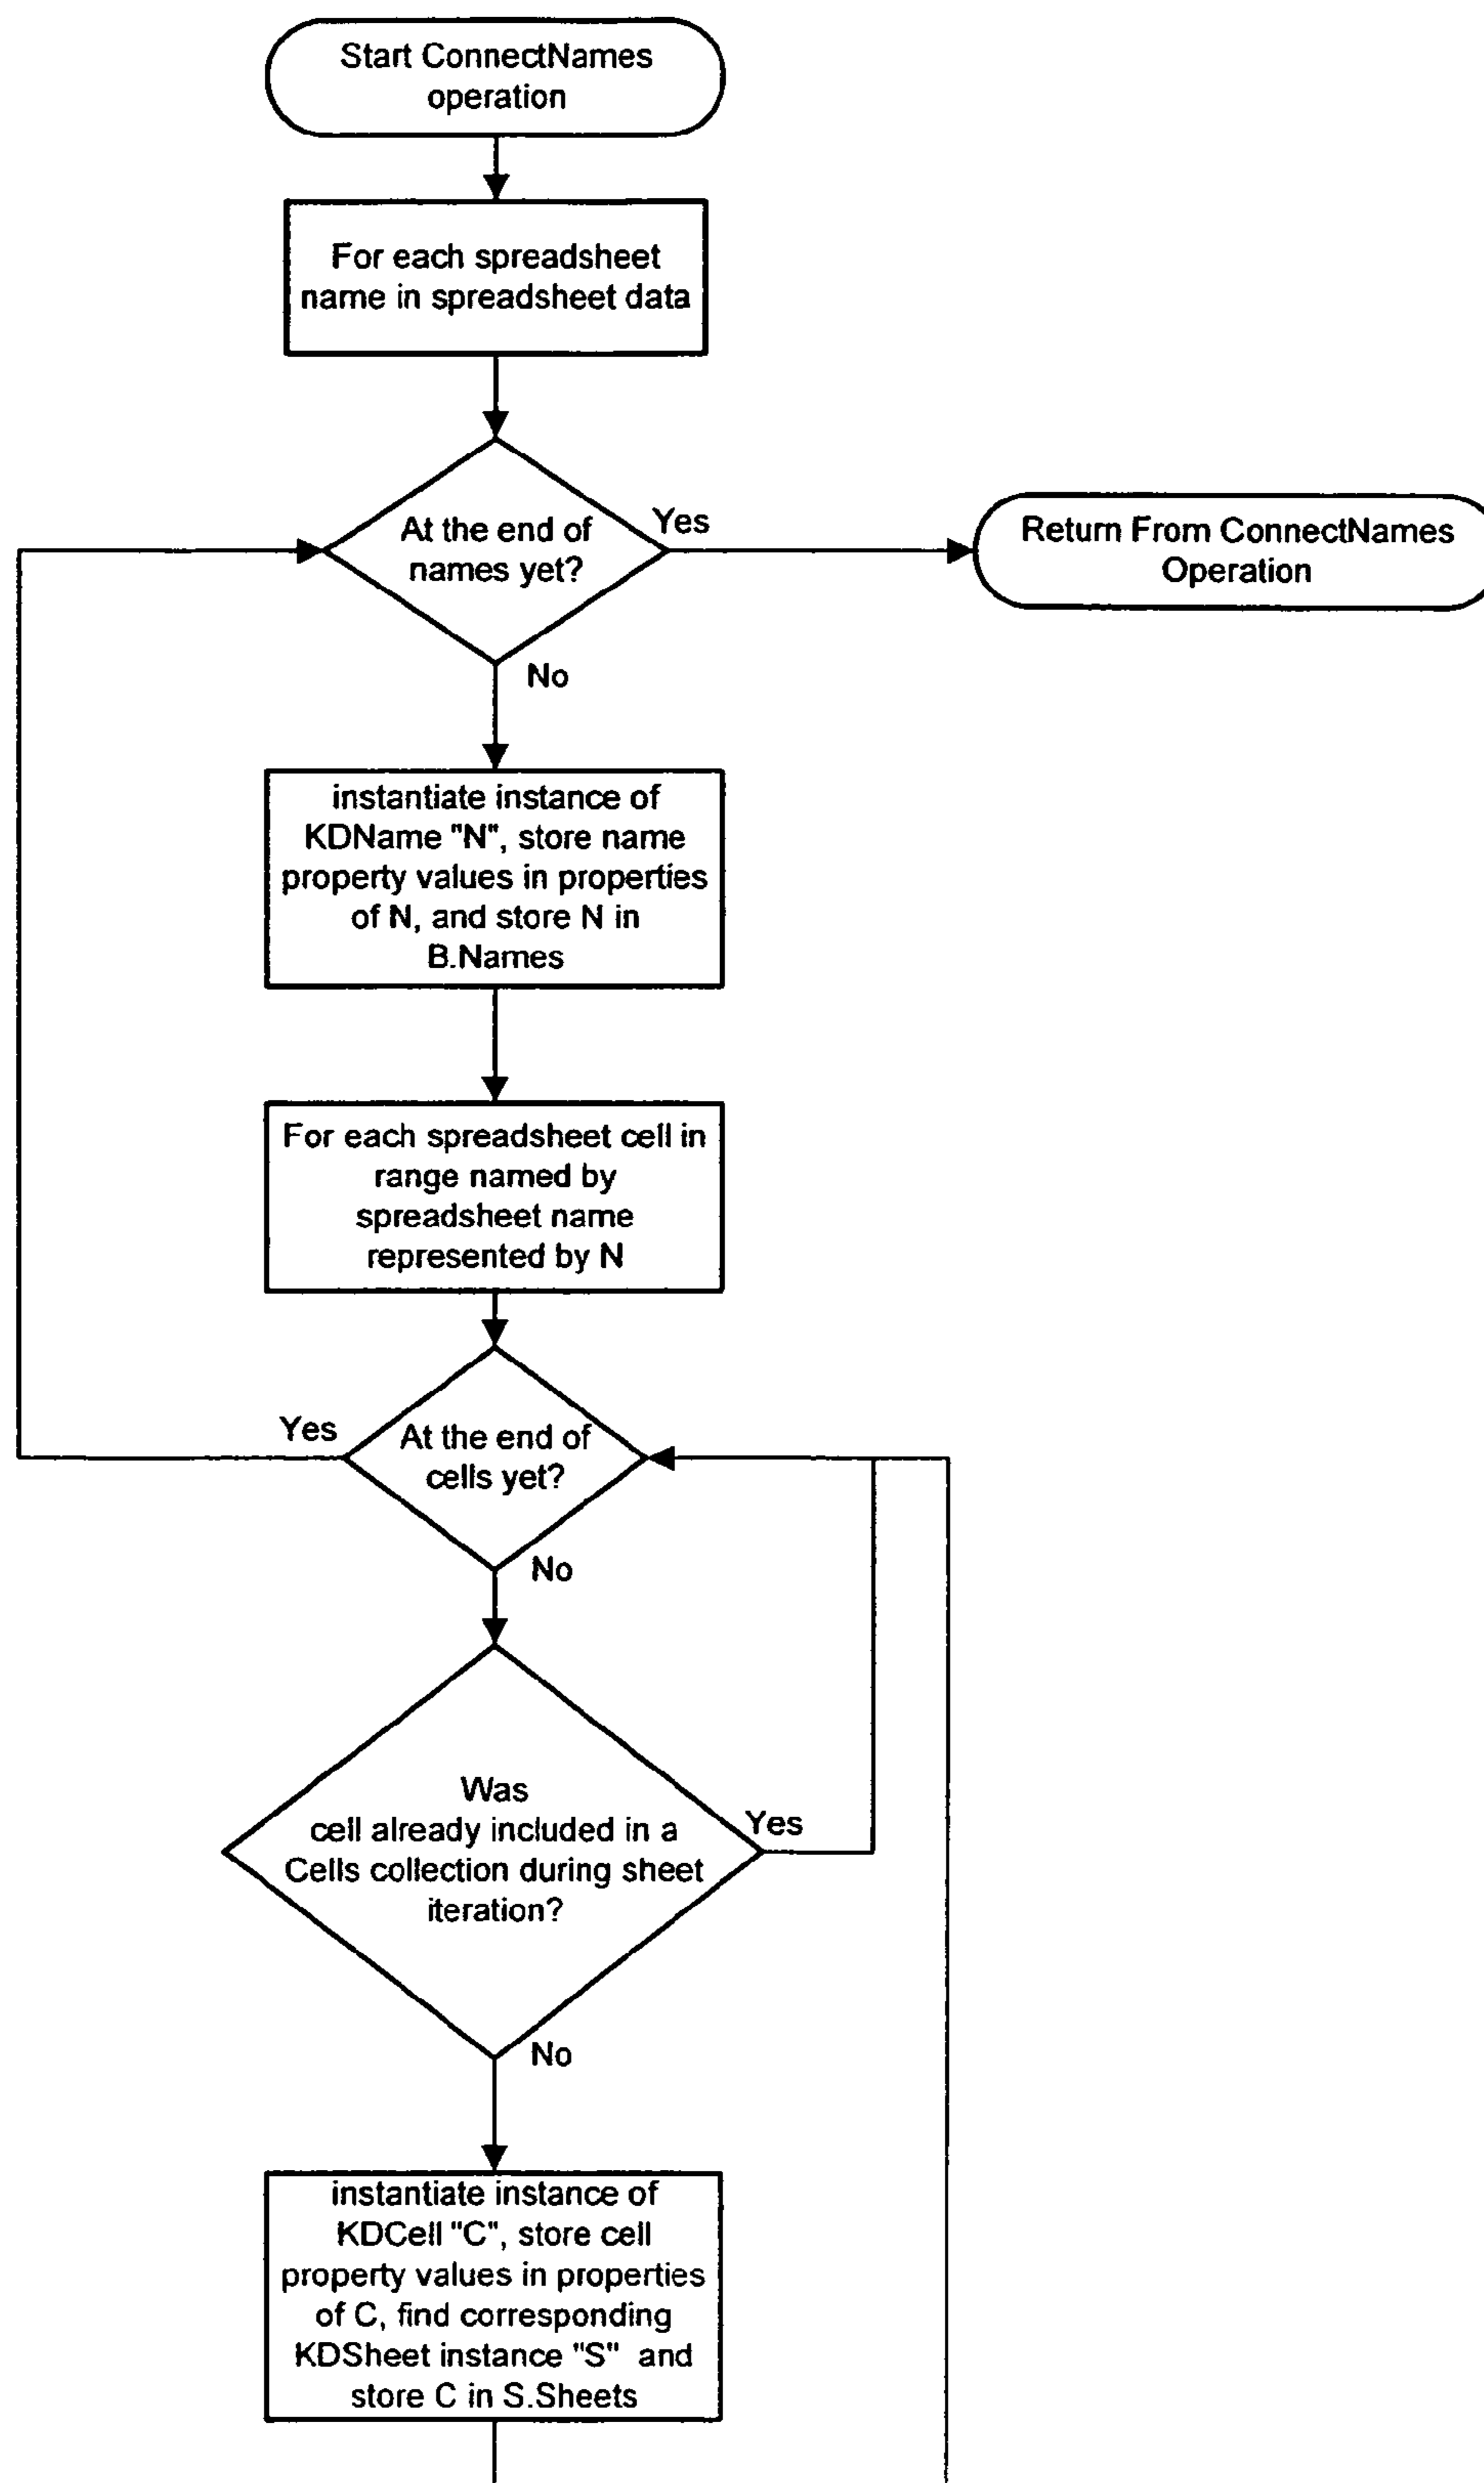 Start ConnectNames
operation
For each spreadsheet
name in spreadsheet data
At the end of
names yet?
Yes
Return From ConnectNames
Operation
No
instantiate instance of
KDName "N", store name
property values in properties
of N, and store N in
B.Names
For each spreadsheet cell in
range named by
spreadsheet name
represented by N
Yes
At the end of
cells yet?
No
Was
cell already included in a
Cells collection during sheet
iteration?
Yes
No
instantiate instance of
KDCell "C", store cell
property values in properties
of C, find corresponding
KDSheet instance "S" and
store C in S.Sheets